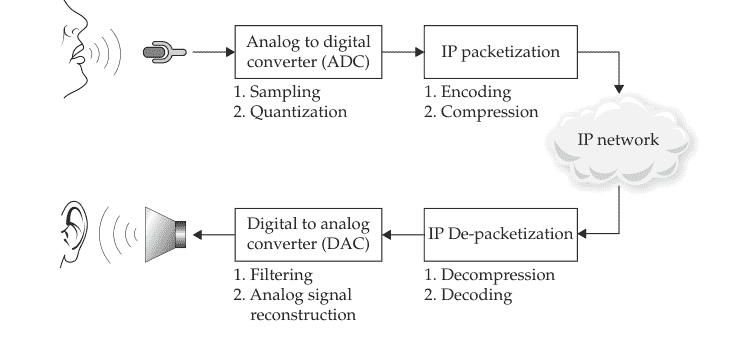 Analog to digital
converter (ADC)
1. Sampling
2. Quantization
IP packetization
1. Encoding
2. Compression
IP network
IP De-packetization
1. Decompression
2. Decoding
Digital to analog
converter (DAC)
1. Filtering
2. Analog signal
reconstruction